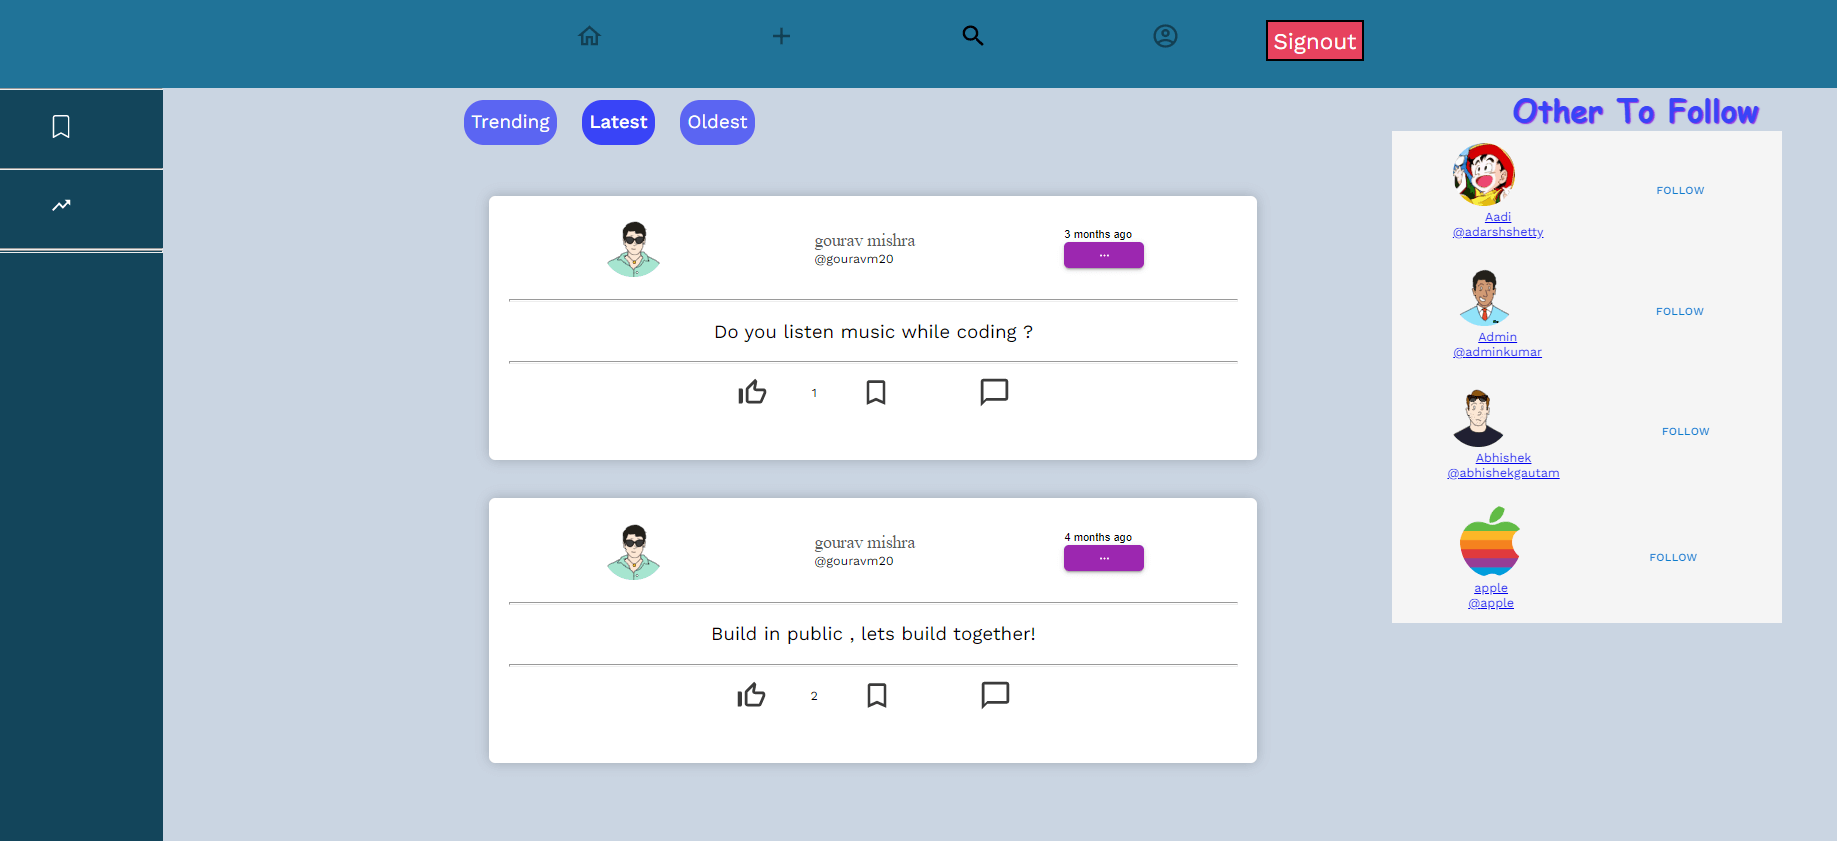 Signout
Trending Latest Oldest
Other To Follow
gourav mishra
@gouravm20
3 months ago
...
Do you listen music while coding ?
1
gourav mishra
@gouravm20
4 months ago
...
Build in public , lets build together!
2
Aadi
@adarshshetty
FOLLOW
Admin
@adminkumar
FOLLOW
Abhishek
@abhishekgautam
FOLLOW
apple
@apple
FOLLOW